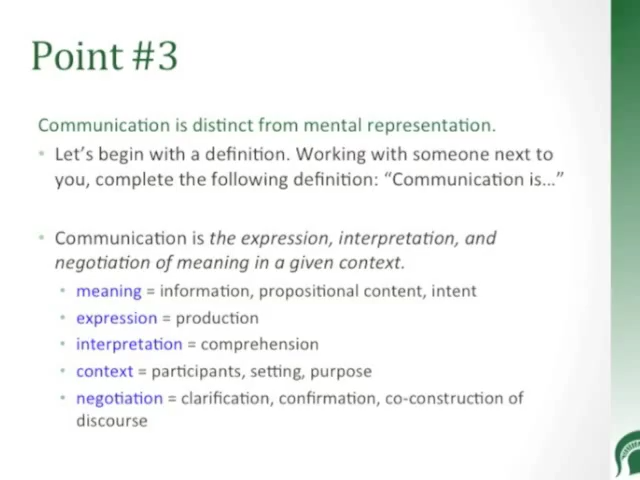 Point #3
Communication is distinct from mental representation.
• Let's begin with a definition. Working with someone next to
you, complete the following definition: "Communication is…"
• Communication is the expression, interpretation, and
negotiation of meaning in a given context.
• meaning = information, propositional content, intent
• expression = production
• interpretation = comprehension
• context = participants, setting, purpose
• negotiation = clarification, confirmation, co-construction of
discourse